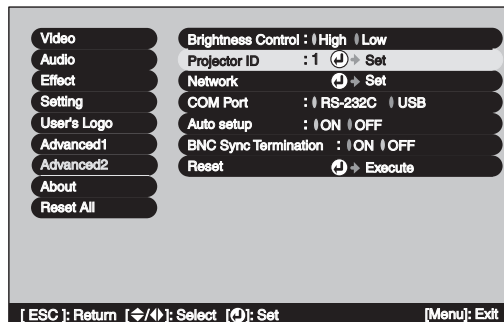 Video
Audio
Effect
Setting
User's Logo
Advanced1
Advanced2
About
Reset All
Brightness Control : High Low
Projector ID : 1 Set
Network Set
COM Port : RS-232C USB
Auto setup : ON OFF
BNC Sync Termination : ON OFF
Reset Execute
[ ESC ]: Return [ / ]: Select [ ]: Set [Menu]: Exit